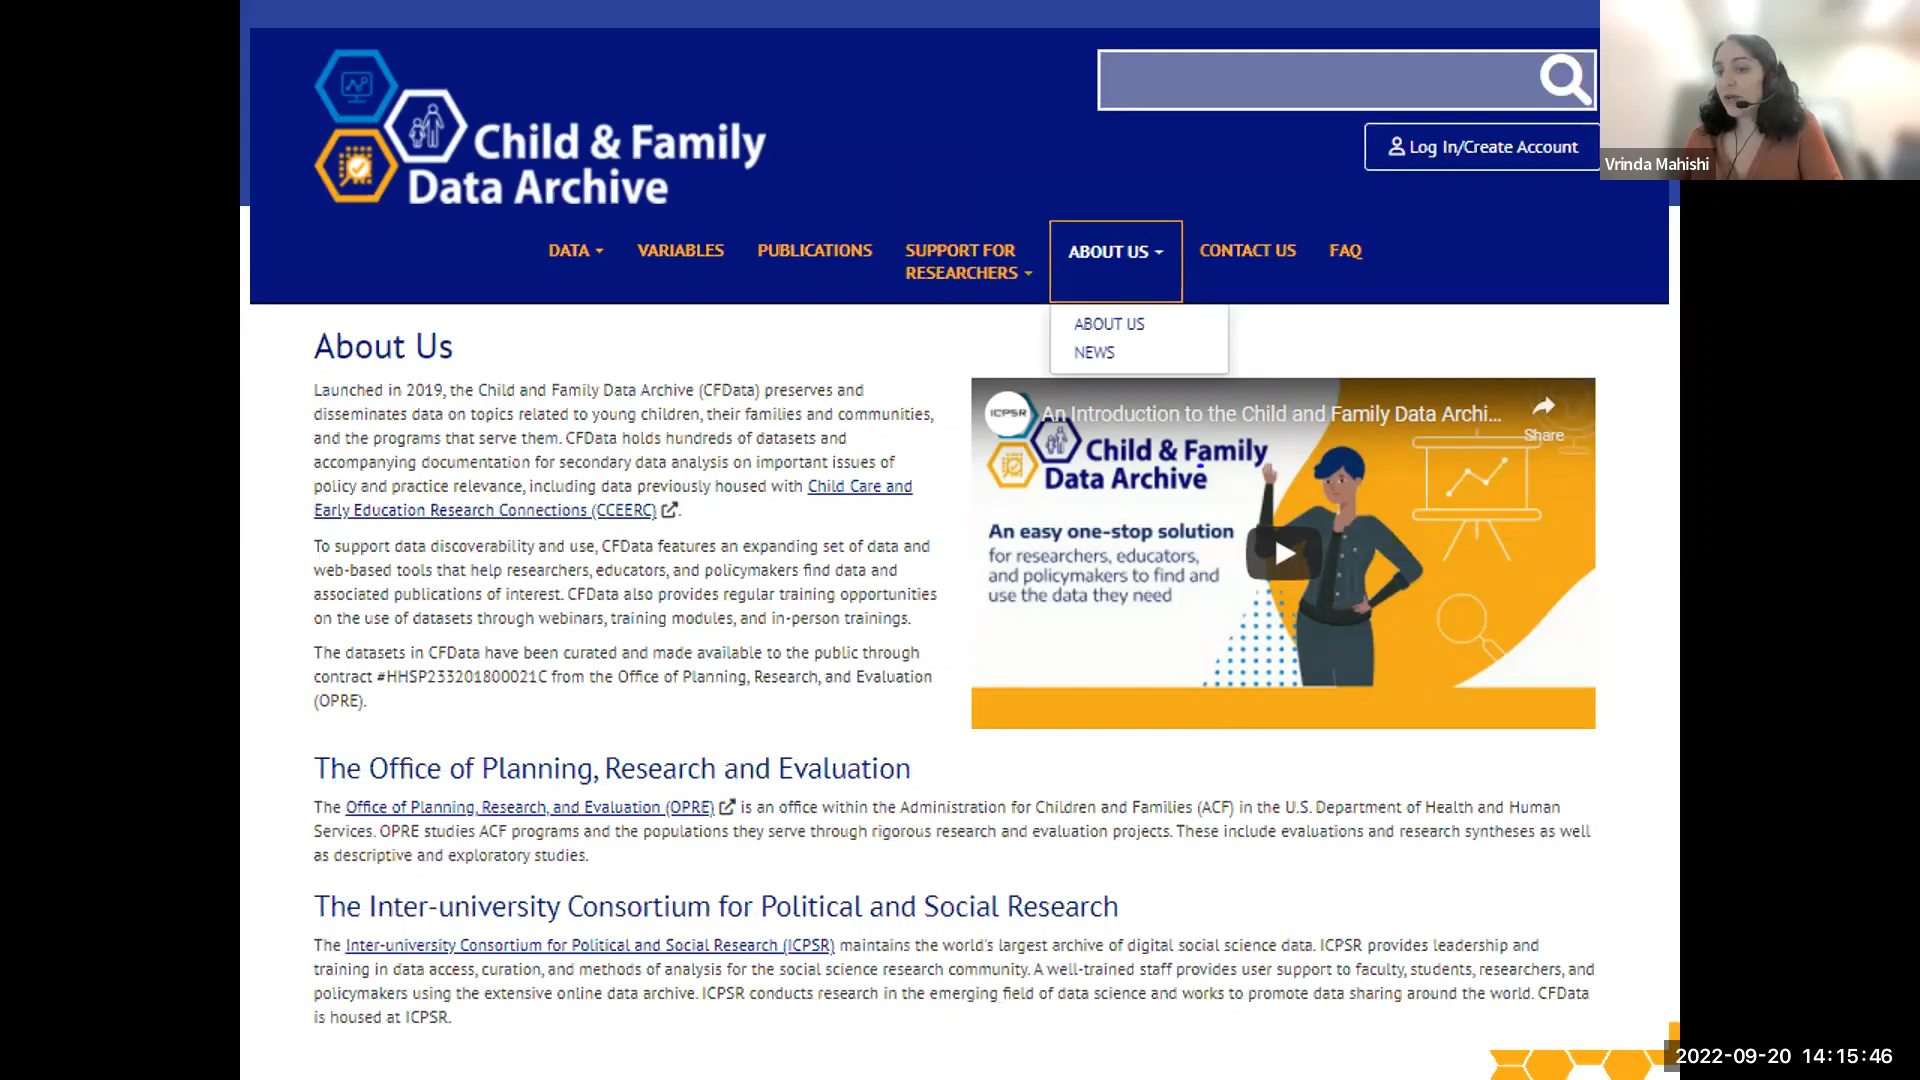 Child & Family
Data Archive
Log In/Create Account
Vrinda Mahishi
DATA
VARIABLES
PUBLICATIONS
SUPPORT FOR
RESEARCHERS
ABOUT US
CONTACT US
FAQ
ABOUT US
NEWS
About Us
Launched in 2019, the Child and Family Data Archive (CFData) preserves and
disseminates data on topics related to young children, their families and communities,
and the programs that serve them. CFData holds hundreds of datasets and
accompanying documentation for secondary data analysis on important issues of
policy and practice relevance, including data previously housed with Child Care and
Early Education Research Connections (CCEERC).
To support data discoverability and use, CFData features an expanding set of data and
web-based tools that help researchers, educators, and policymakers find data and
associated publications of interest. CFData also provides regular training opportunities
on the use of datasets through webinars, training modules, and in-person trainings.
The datasets in CFData have been curated and made available to the public through
contract #HHSP233201800021C from the Office of Planning, Research, and Evaluation
(OPRE).
ICPSR
An Introduction to the Child and Family Data Archi...
Share
Child & Family
Data Archive
An easy one-stop solution
for researchers, educators,
and policymakers to find and
use the data they need
The Office of Planning, Research and Evaluation
The Office of Planning, Research, and Evaluation (OPRE) is an office within the Administration for Children and Families (ACF) in the U.S. Department of Health and Human
Services. OPRE studies ACF programs and the populations they serve through rigorous research and evaluation projects. These include evaluations and research syntheses as well
as descriptive and exploratory studies.
The Inter-university Consortium for Political and Social Research
The Inter-university Consortium for Political and Social Research (ICPSR) maintains the world's largest archive of digital social science data. ICPSR provides leadership and
training in data access, curation, and methods of analysis for the social science research community. A well-trained staff provides user support to faculty, students, researchers, and
policymakers using the extensive online data archive. ICPSR conducts research in the emerging field of data science and works to promote data sharing around the world. CFData
is housed at ICPSR.
2022-09-20 14:15:46